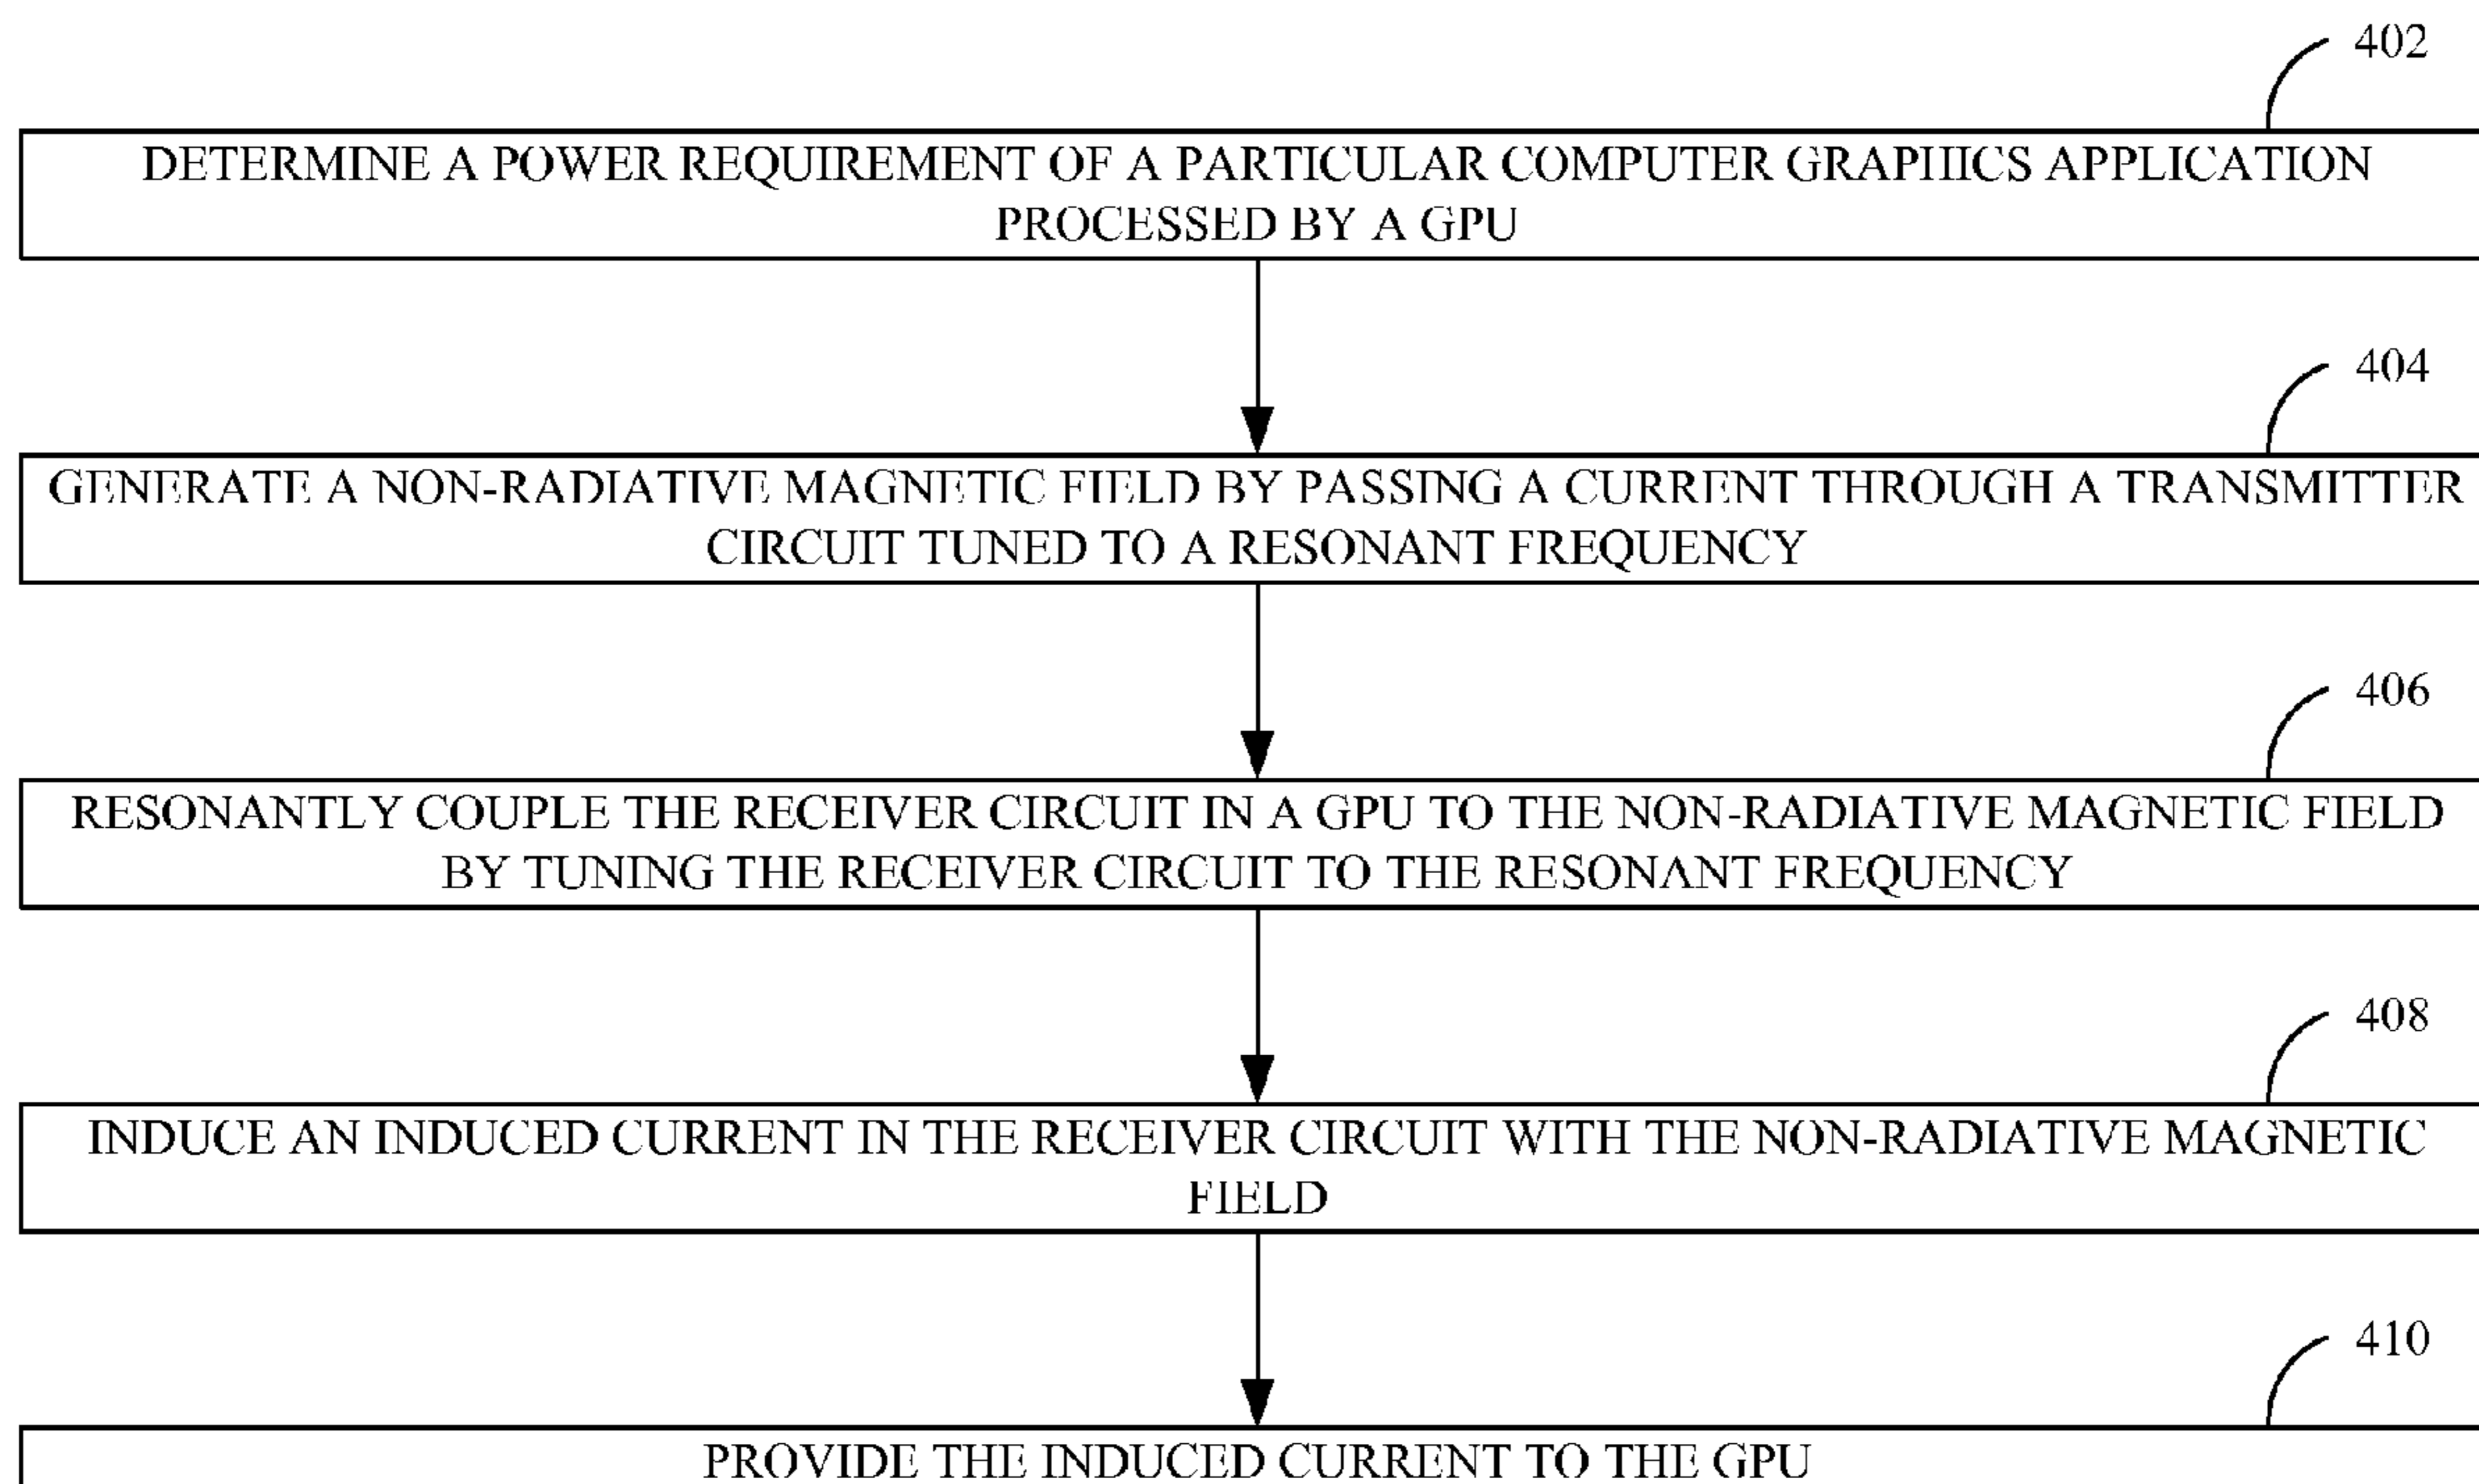 402
DETERMINE A POWER REQUIREMENT OF A PARTICULAR COMPUTER GRAPHICS APPLICATION
PROCESSED BY A GPU
404
GENERATE A NON-RADIATIVE MAGNETIC FIELD BY PASSING A CURRENT THROUGH A TRANSMITTER
CIRCUIT TUNED TO A RESONANT FREQUENCY
406
RESONANTLY COUPLE THE RECEIVER CIRCUIT IN A GPU TO THE NON-RADIATIVE MAGNETIC FIELD
BY TUNING THE RECEIVER CIRCUIT TO THE RESONANT FREQUENCY
408
INDUCE AN INDUCED CURRENT IN THE RECEIVER CIRCUIT WITH THE NON-RADIATIVE MAGNETIC
FIELD
410
PROVIDE THE INDUCED CURRENT TO THE GPU